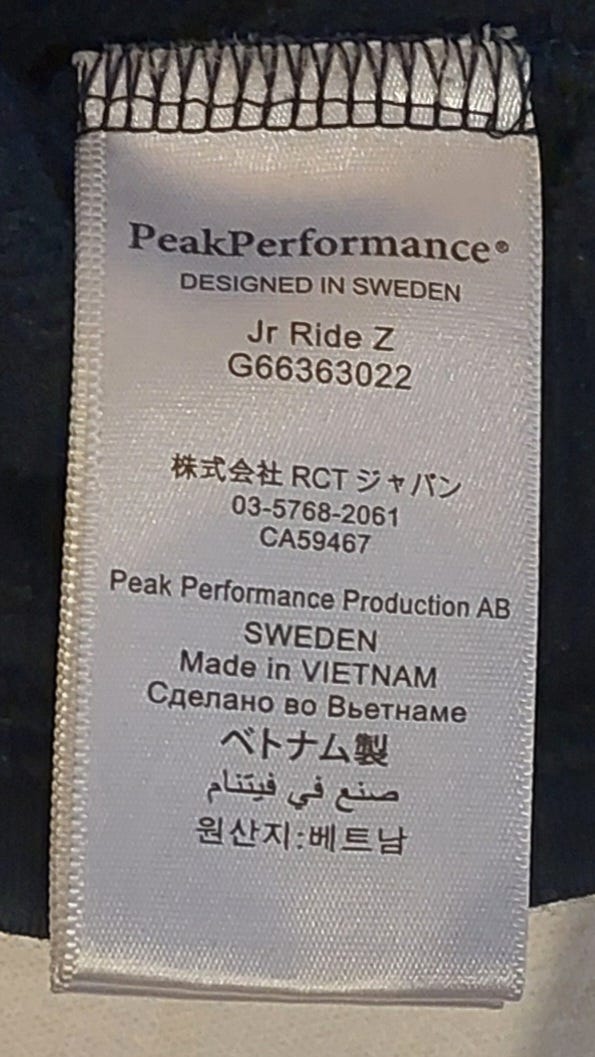 PeakPerformance®
DESIGNED IN SWEDEN
Jr Ride Z
G66363022
株式会社 RCT ジャパン
03-5768-2061
CA59467
Peak Performance Production AB
SWEDEN
Made in VIETNAM
Сделано во Вьетнаме
ベトナム製
صنع في فيتنام
원산지:베트남